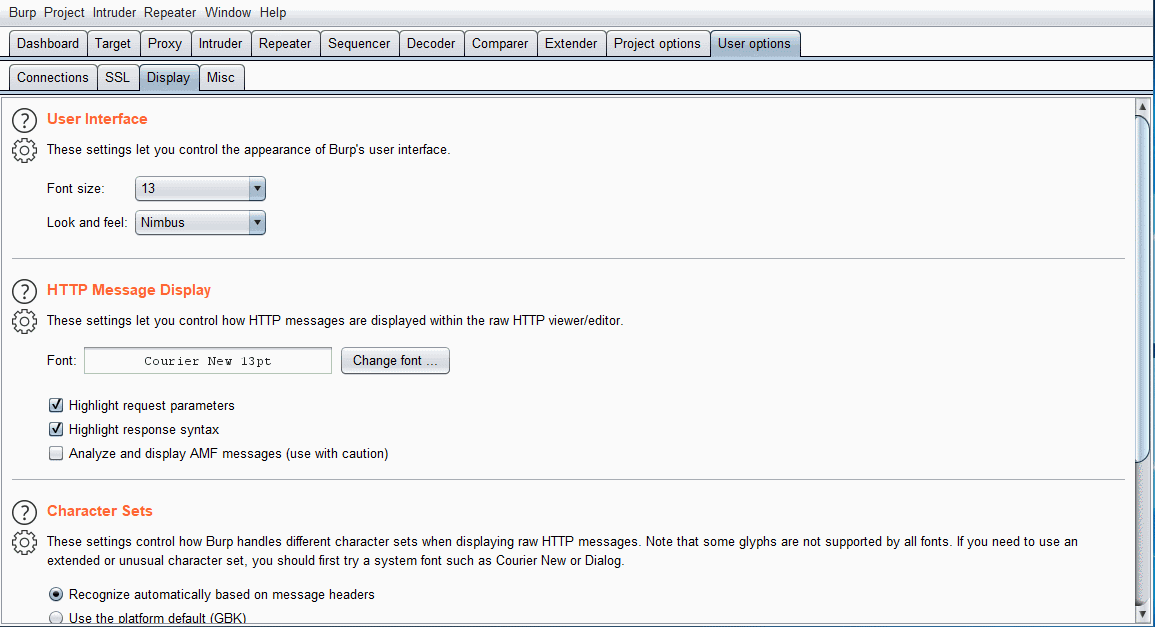 Burp Project Intruder Repeater Window Help
Dashboard Target Proxy Intruder Repeater Sequencer Decoder Comparer Extender Project options User options
Connections SSL Display Misc
? User Interface
These settings let you control the appearance of Burp's user interface.
Font size: 13
Look and feel: Nimbus
? HTTP Message Display
These settings let you control how HTTP messages are displayed within the raw HTTP viewer/editor.
Font: Courier New 13pt Change font ...
Highlight request parameters
Highlight response syntax
Analyze and display AMF messages (use with caution)
? Character Sets
These settings control how Burp handles different character sets when displaying raw HTTP messages. Note that some glyphs are not supported by all fonts. If you need to use an
extended or unusual character set, you should first try a system font such as Courier New or Dialog.
Recognize automatically based on message headers
Use the platform default (GBK)